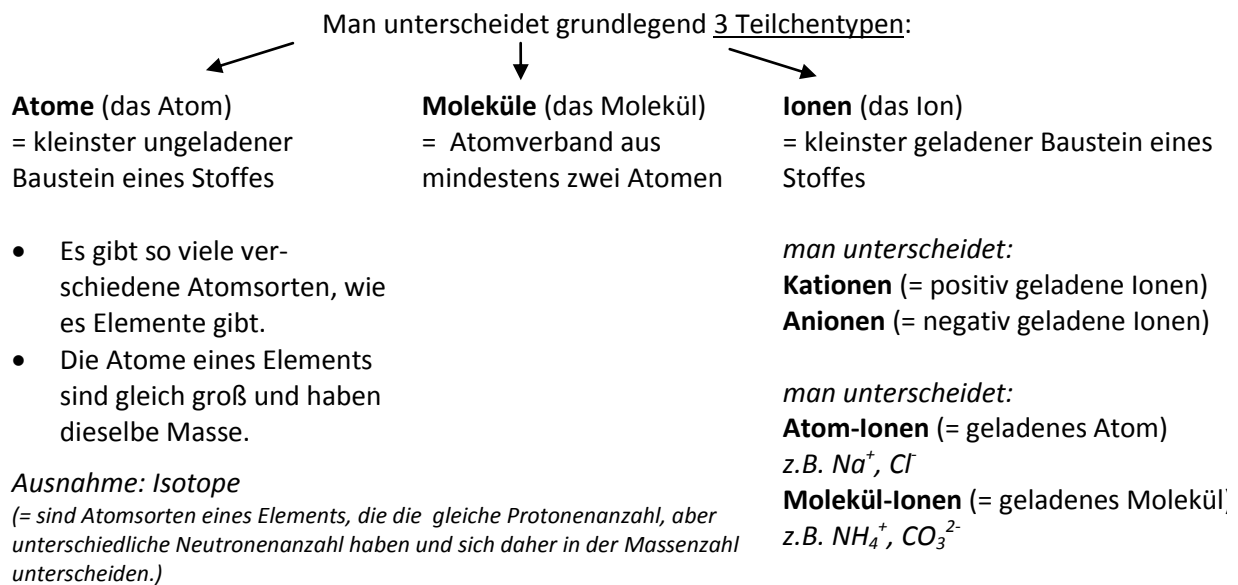 Man unterscheidet grundlegend 3 Teilchentypen:
Atome (das Atom)
= kleinster ungeladener
Baustein eines Stoffes
• Es gibt so viele ver-
schiedene Atomsorten, wie
es Elemente gibt.
• Die Atome eines Elements
sind gleich groß und haben
dieselbe Masse.
Ausnahme: Isotope
(= sind Atomsorten eines Elements, die die gleiche Protonenanzahl, aber
unterschiedliche Neutronenanzahl haben und sich daher in der Massenzahl
unterscheiden.)
Moleküle (das Molekül)
= Atomverband aus
mindestens zwei Atomen
Ionen (das Ion)
= kleinster geladener Baustein eines
Stoffes
man unterscheidet:
Kationen (= positiv geladene Ionen)
Anionen (= negativ geladene Ionen)
man unterscheidet:
Atom-Ionen (= geladenes Atom)
z.B. Na⁺, Cl⁻
Molekül-Ionen (= geladenes Molekül)
z.B. NH₄⁺, CO₃²⁻